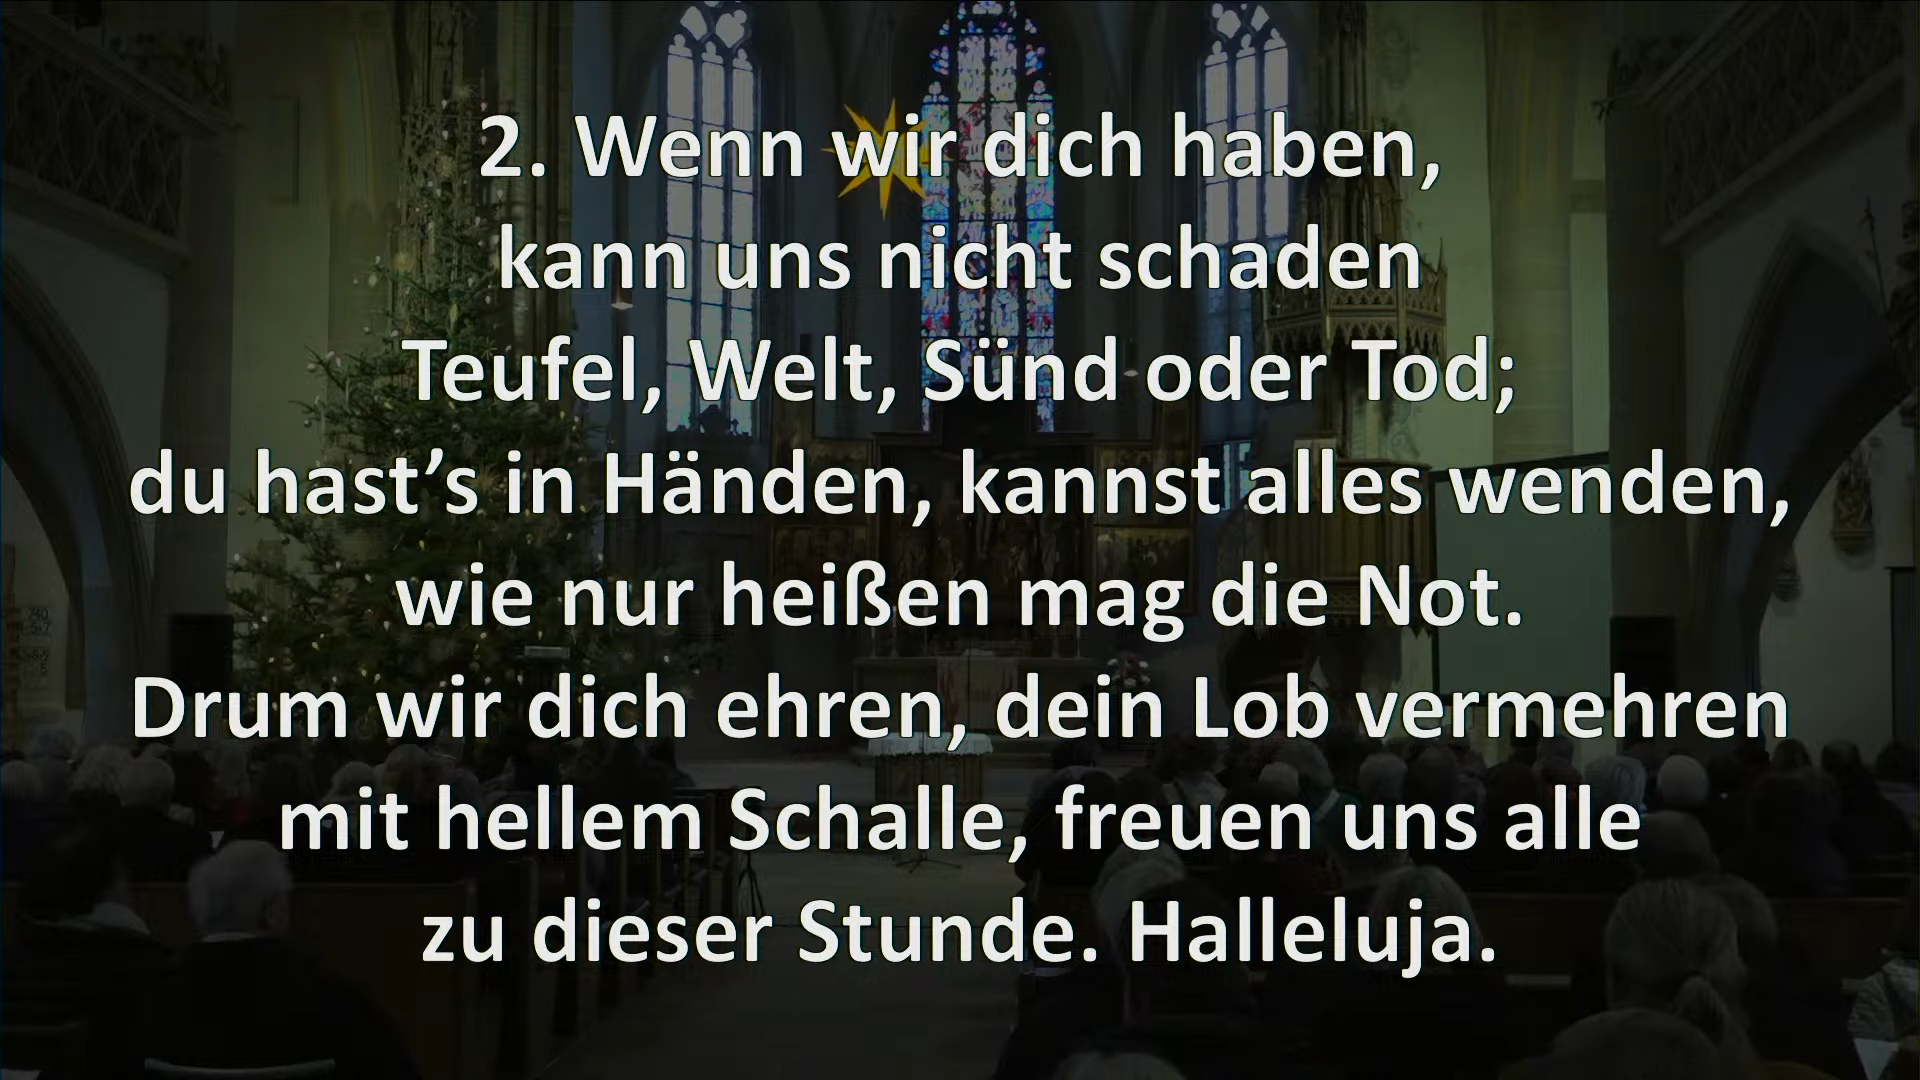 2. Wenn wir dich haben,
kann uns nicht schaden
Teufel, Welt, Sünd oder Tod;
du hast’s in Händen, kannst alles wenden,
wie nur heißen mag die Not.
Drum wir dich ehren, dein Lob vermehren
mit hellem Schalle, freuen uns alle
zu dieser Stunde. Halleluja.